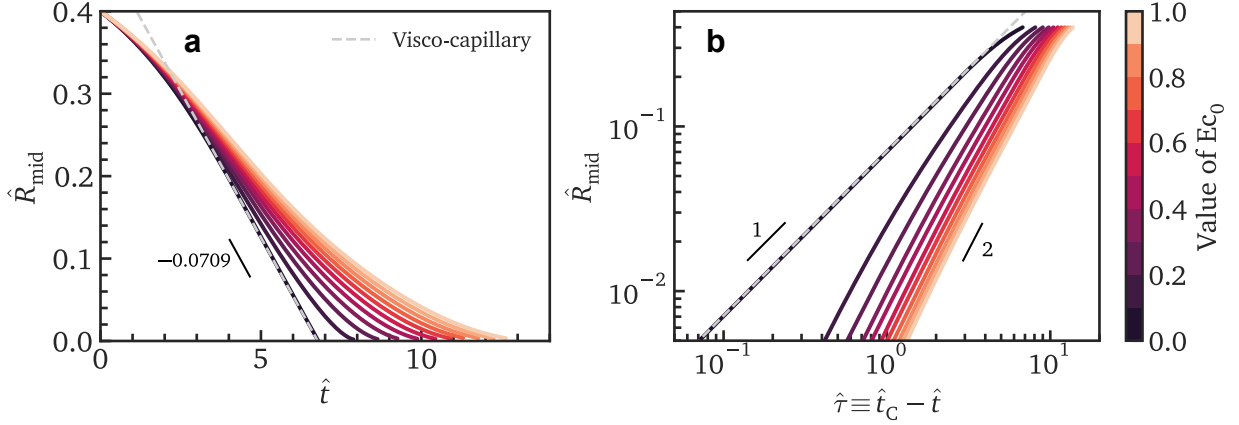 a
Visco-capillary
−0.0709
0.4
0.3
0.2
0.1
0.0
R̂mid
0
5
10
t̂
b
1
2
10⁻¹
10⁻²
R̂mid
10⁻¹
10⁰
10¹
τ̂ ≡ t̂C − t̂
1.0
0.8
0.6
0.4
0.2
0.0
Value of Ec₀